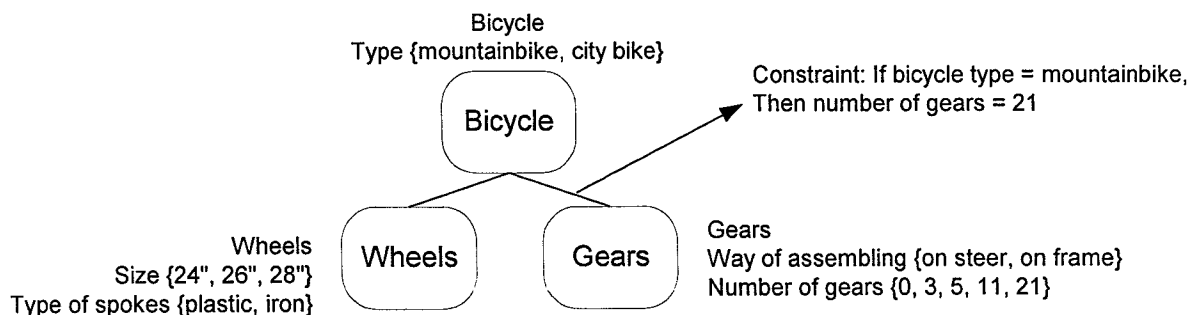 Bicycle
Type {mountainbike, city bike}
Bicycle
Constraint: If bicycle type = mountainbike,
Then number of gears = 21
Wheels
Size {24", 26", 28"}
Type of spokes {plastic, iron}
Wheels
Gears
Gears
Way of assembling {on steer, on frame}
Number of gears {0, 3, 5, 11, 21}